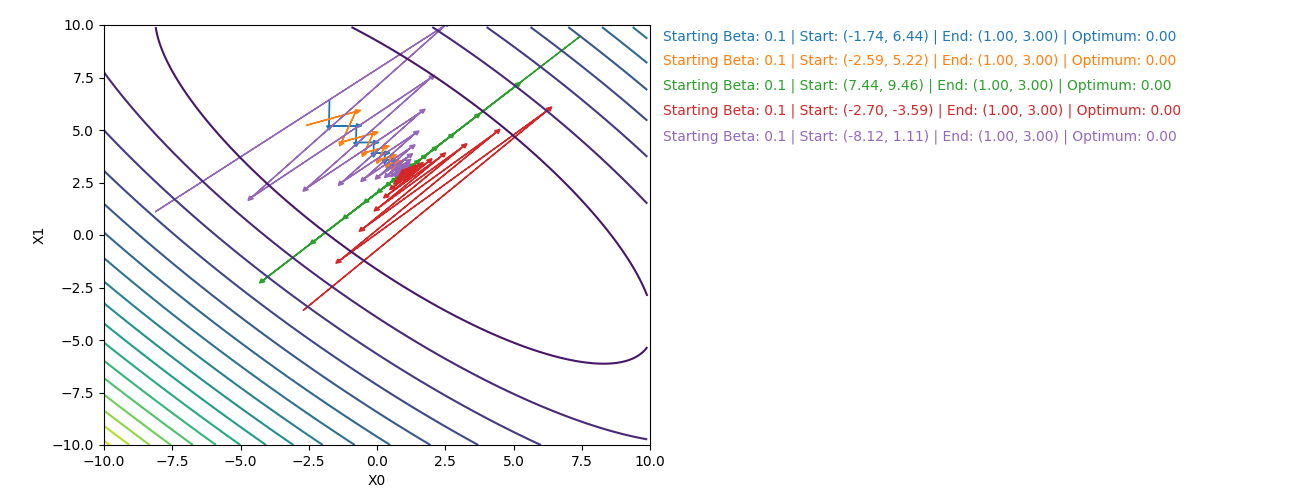 10.0
7.5
5.0
2.5
0.0
−2.5
−5.0
−7.5
−10.0
X1
−10.0 −7.5 −5.0 −2.5 0.0 2.5 5.0 7.5 10.0
X0
Starting Beta: 0.1 | Start: (-1.74, 6.44) | End: (1.00, 3.00) | Optimum: 0.00
Starting Beta: 0.1 | Start: (-2.59, 5.22) | End: (1.00, 3.00) | Optimum: 0.00
Starting Beta: 0.1 | Start: (7.44, 9.46) | End: (1.00, 3.00) | Optimum: 0.00
Starting Beta: 0.1 | Start: (-2.70, -3.59) | End: (1.00, 3.00) | Optimum: 0.00
Starting Beta: 0.1 | Start: (-8.12, 1.11) | End: (1.00, 3.00) | Optimum: 0.00